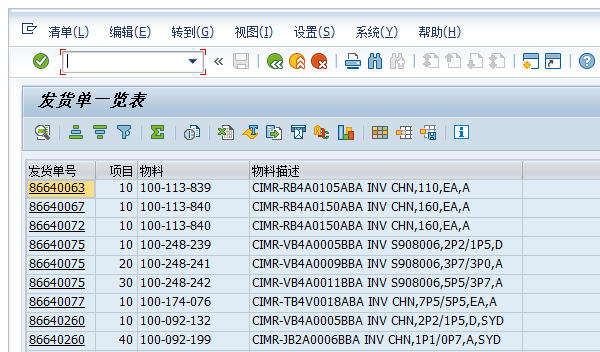 清单(L) 编辑(E) 转到(G) 视图(I) 设置(S) 系统(Y) 帮助(H)
发货单一览表
发货单号 项目 物料 物料描述
86640063 10 100-113-839 CIMR-RB4A0105ABA INV CHN,110,EA,A
86640067 10 100-113-840 CIMR-RB4A0150ABA INV CHN,160,EA,A
86640072 10 100-113-840 CIMR-RB4A0150ABA INV CHN,160,EA,A
86640075 10 100-248-239 CIMR-VB4A0005BBA INV S908006,2P2/1P5,D
86640075 20 100-248-241 CIMR-VB4A0009BBA INV S908006,3P7/3P0,A
86640075 30 100-248-242 CIMR-VB4A0011BBA INV S908006,5P5/3P7,A
86640077 10 100-174-076 CIMR-TB4V0018ABA INV CHN,7P5/5P5,EA,A
86640260 10 100-092-132 CIMR-VB4A0005BBA INV CHN,2P2/1P5,D,SYD
86640260 40 100-092-199 CIMR-JB2A0006BBA INV CHN,1P1/0P7,A,SYD